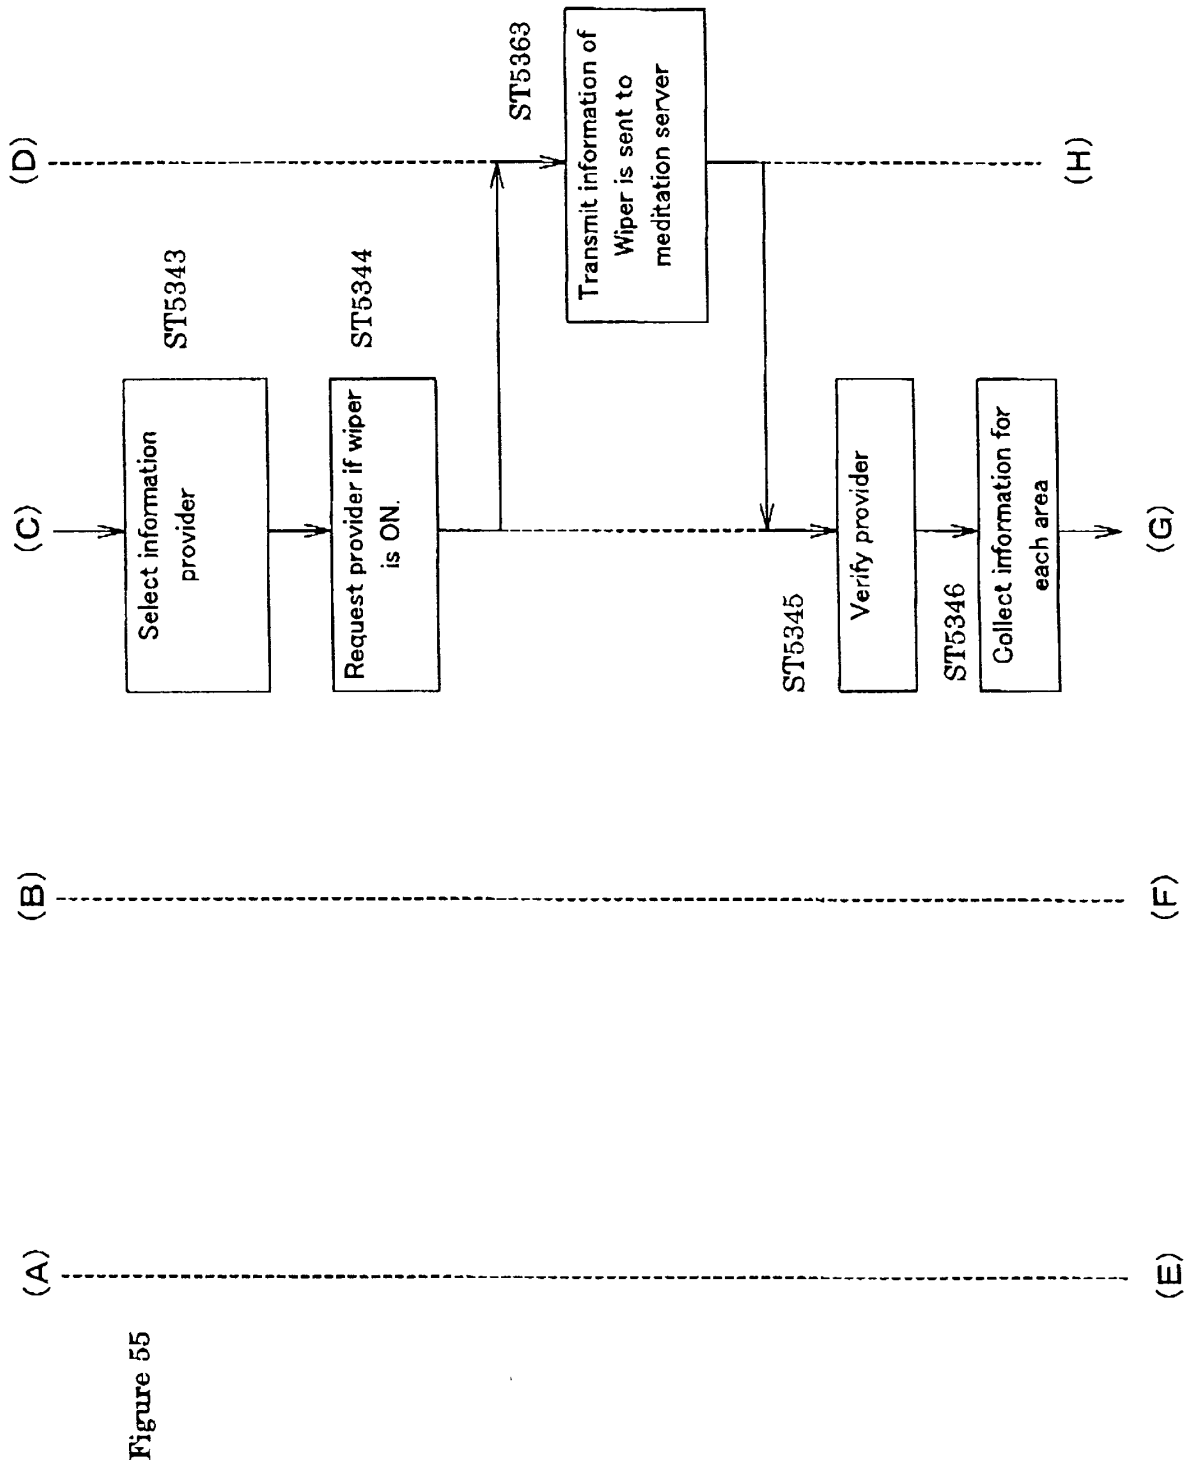 Figure 55
(A)
(B)
(C)
(D)
Select information
provider
ST5343
Request provider if wiper
is ON.
ST5344
Transmit information of
Wiper is sent to
meditation server
ST5363
ST5345
Verify provider
ST5346
Collect information for
each area
(E)
(F)
(G)
(H)